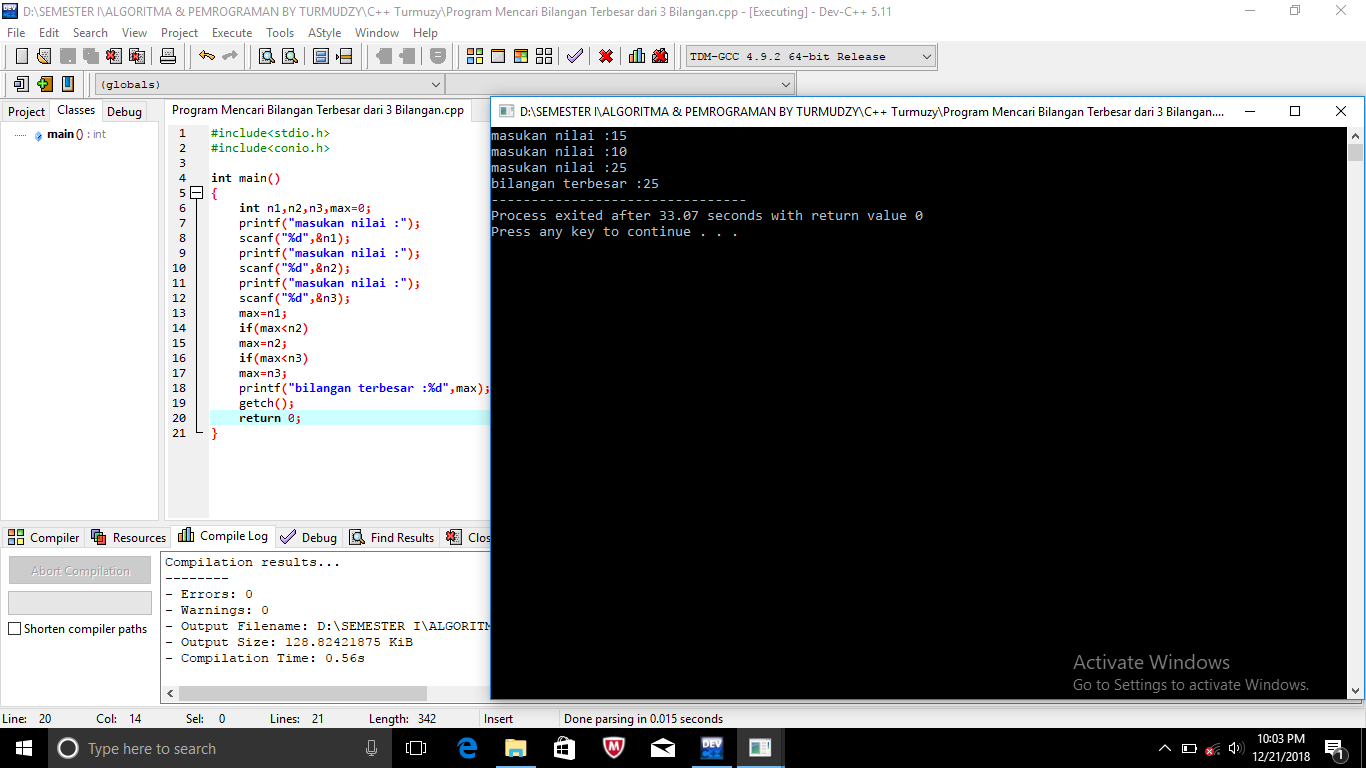 D:\SEMESTER I\ALGORITMA & PEMROGRAMAN BY TURMUDZY\C++ Turmuzy\Program Mencari Bilangan Terbesar dari 3 Bilangan.cpp - [Executing] - Dev-C++ 5.11
File Edit Search View Project Execute Tools AStyle Window Help
TDM-GCC 4.9.2 64-bit Release
(globals)
Project Classes Debug
main () : int
Program Mencari Bilangan Terbesar dari 3 Bilangan.cpp
1 #include<stdio.h>
2 #include<conio.h>
3
4 int main()
5 {
6 int n1,n2,n3,max=0;
7 printf("masukan nilai :");
8 scanf("%d",&n1);
9 printf("masukan nilai :");
10 scanf("%d",&n2);
11 printf("masukan nilai :");
12 scanf("%d",&n3);
13 max=n1;
14 if(max<n2)
15 max=n2;
16 if(max<n3)
17 max=n3;
18 printf("bilangan terbesar :%d",max);
19 getch();
20 return 0;
21 }
D:\SEMESTER I\ALGORITMA & PEMROGRAMAN BY TURMUDZY\C++ Turmuzy\Program Mencari Bilangan Terbesar dari 3 Bilangan....
masukan nilai :15
masukan nilai :10
masukan nilai :25
bilangan terbesar :25
--------------------------------
Process exited after 33.07 seconds with return value 0
Press any key to continue . . .
Activate Windows
Go to Settings to activate Windows.
Compiler Resources Compile Log Debug Find Results Clos
Abort Compilation
Shorten compiler paths
Compilation results...
--------
- Errors: 0
- Warnings: 0
- Output Filename: D:\SEMESTER I\ALGORITM
- Output Size: 128.82421875 KiB
- Compilation Time: 0.56s
Line: 20 Col: 14 Sel: 0 Lines: 21 Length: 342 Insert Done parsing in 0.015 seconds
Type here to search
DEV
10:03 PM
12/21/2018
1